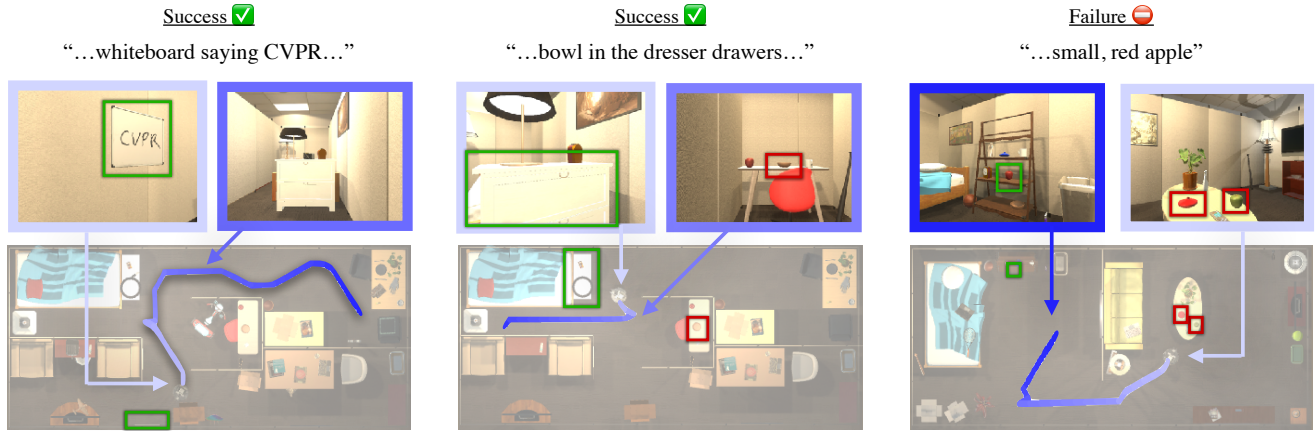 Success ✅
“…whiteboard saying CVPR…”
CVPR
Success ✅
“…bowl in the dresser drawers…”
Failure ⛔
“…small, red apple”